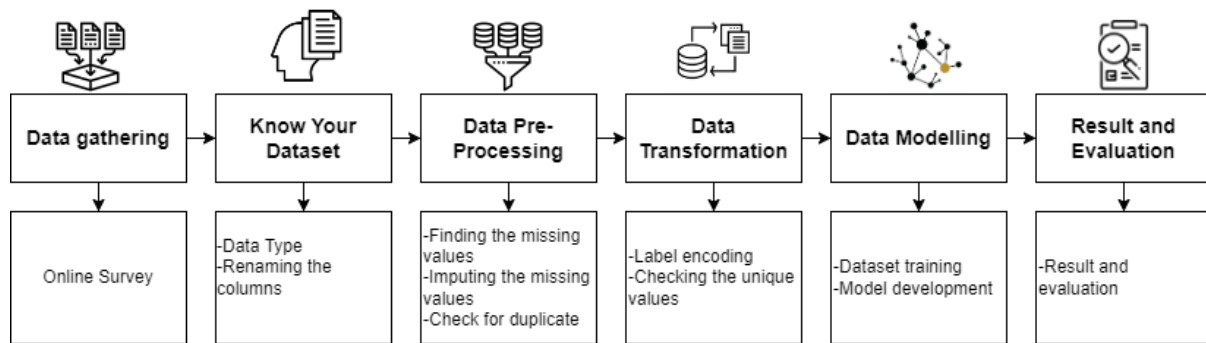 Data gathering
Know Your
Dataset
Data Pre-
Processing
Data
Transformation
Data Modelling
Result and
Evaluation
Online Survey
-Data Type
-Renaming the
columns
-Finding the missing
values
-Imputing the missing
values
-Check for duplicate
-Label encoding
-Checking the unique
values
-Dataset training
-Model development
-Result and
evaluation